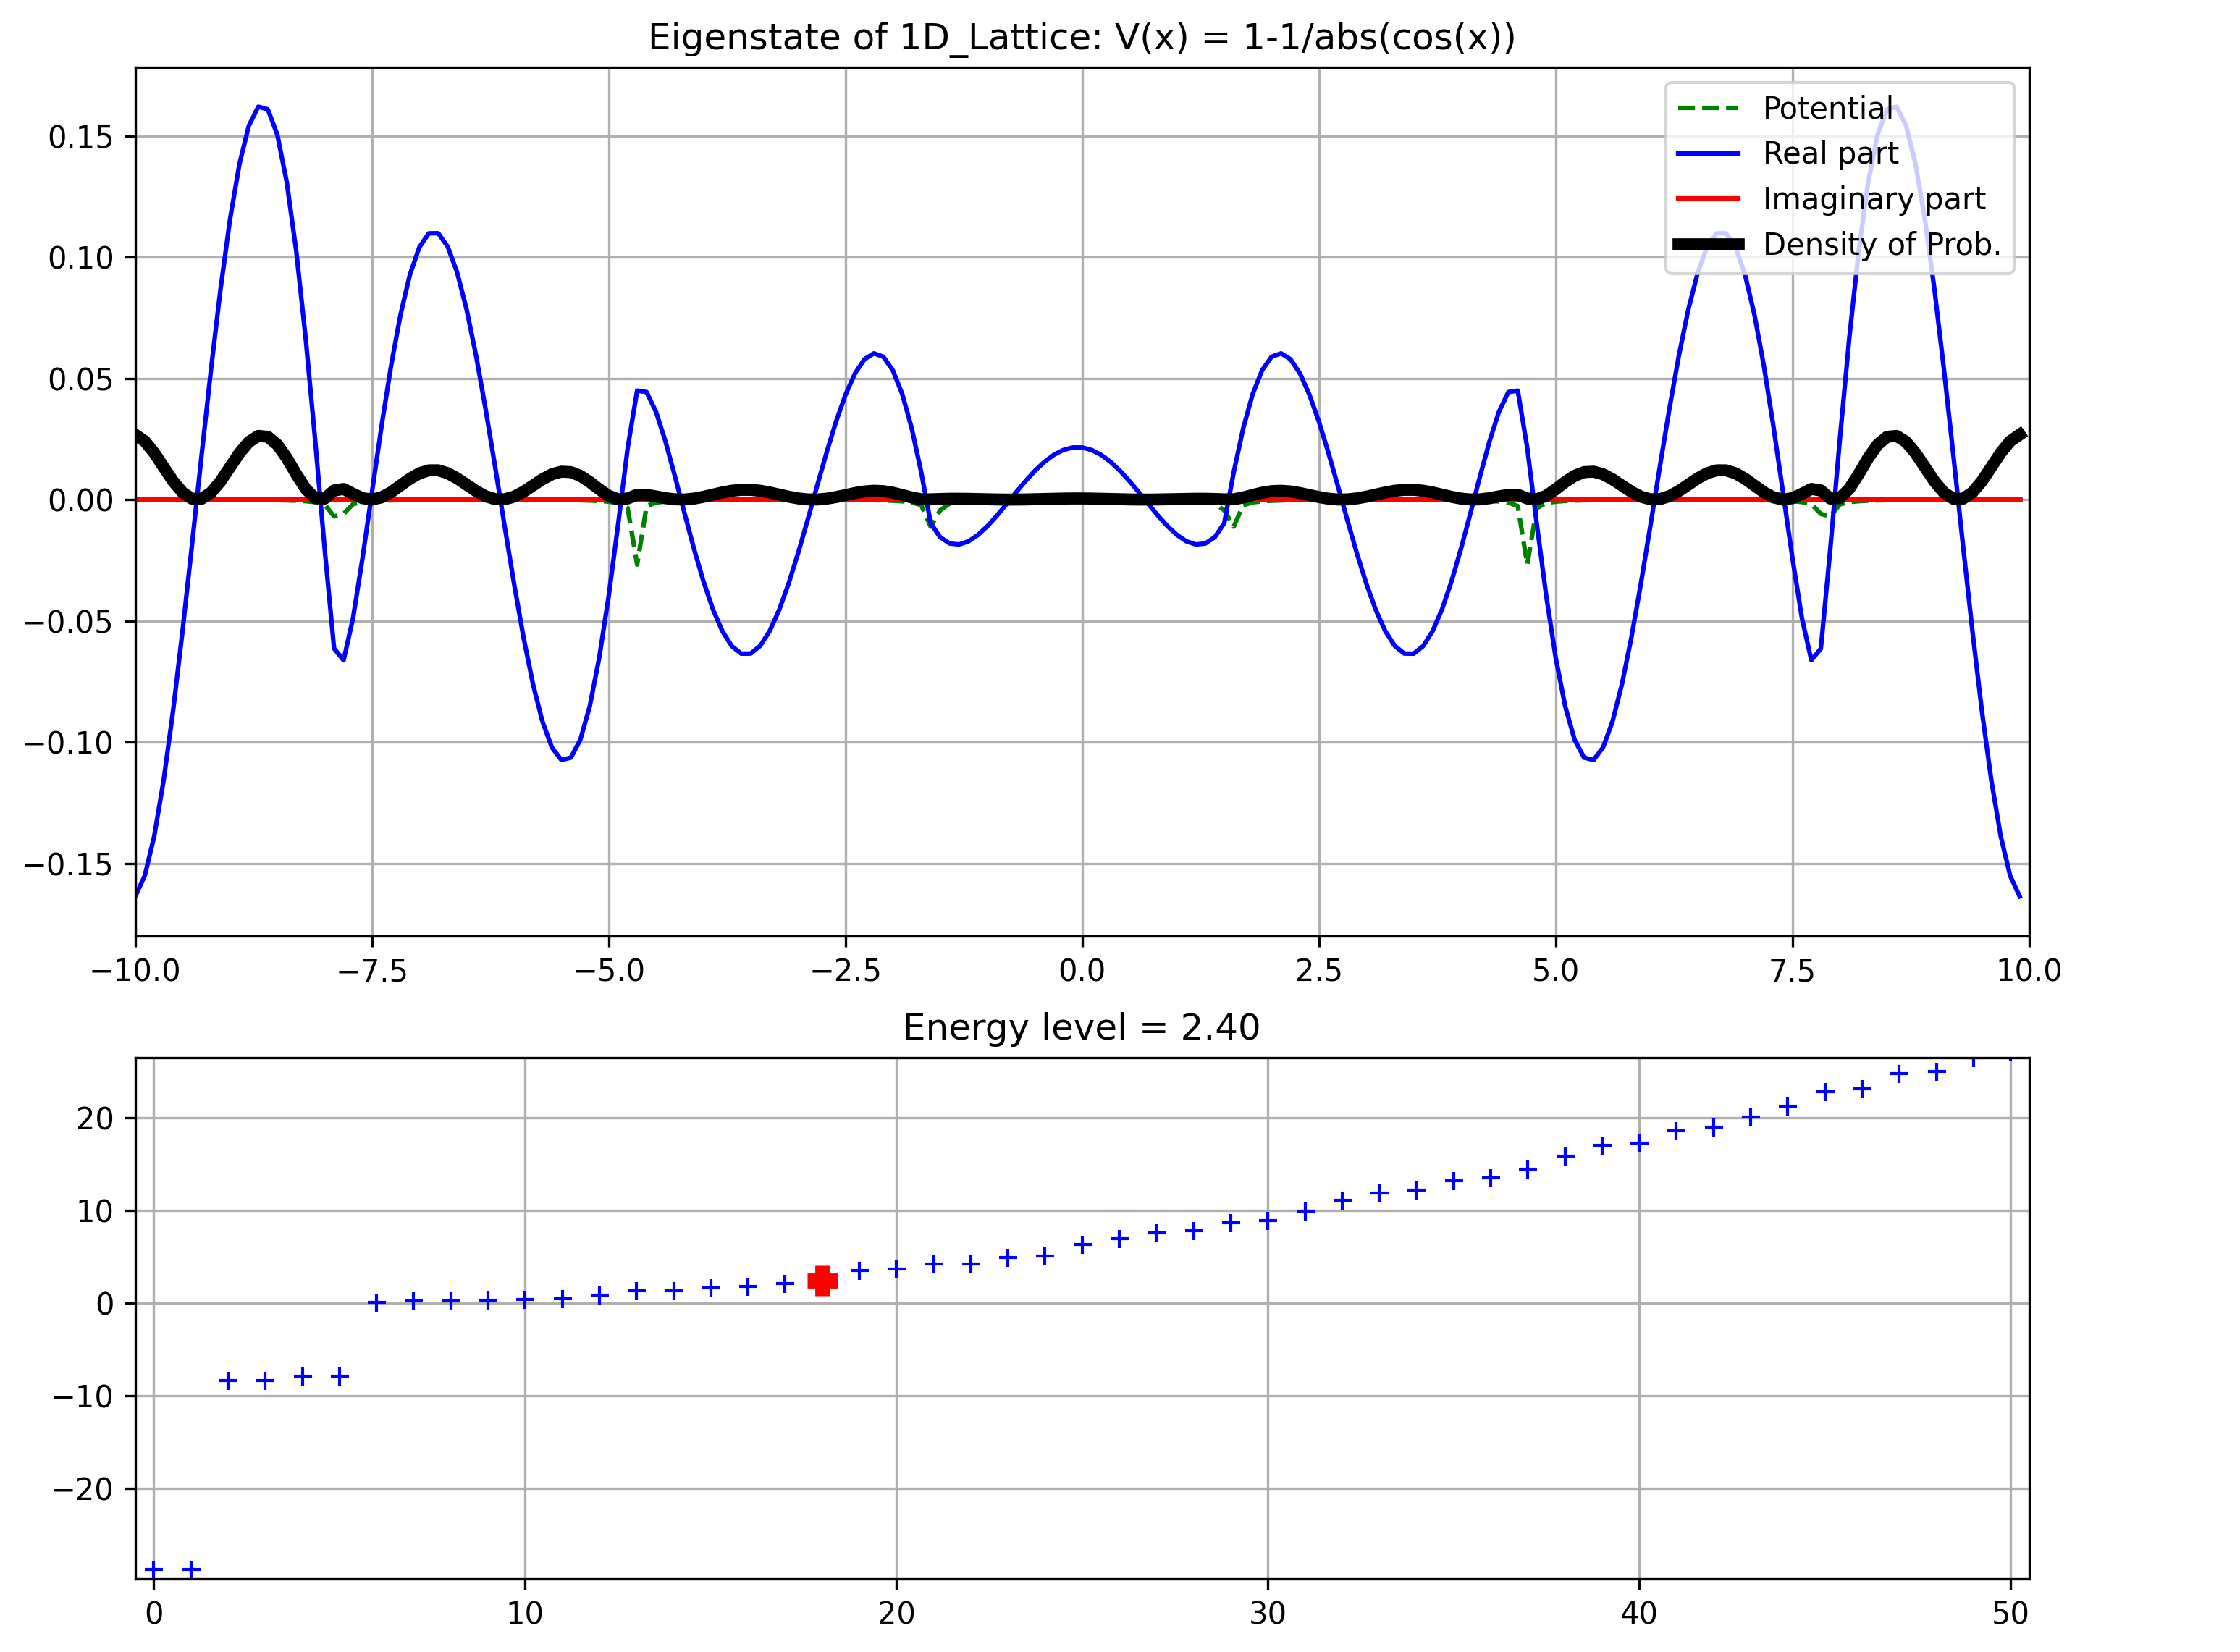 Eigenstate of 1D_Lattice: V(x) = 1-1/abs(cos(x))
Potential
Real part
Imaginary part
Density of Prob.
0.15
0.10
0.05
0.00
−0.05
−0.10
−0.15
−10.0 −7.5 −5.0 −2.5 0.0 2.5 5.0 7.5 10.0
Energy level = 2.40
20
10
0
−10
−20
0 10 20 30 40 50